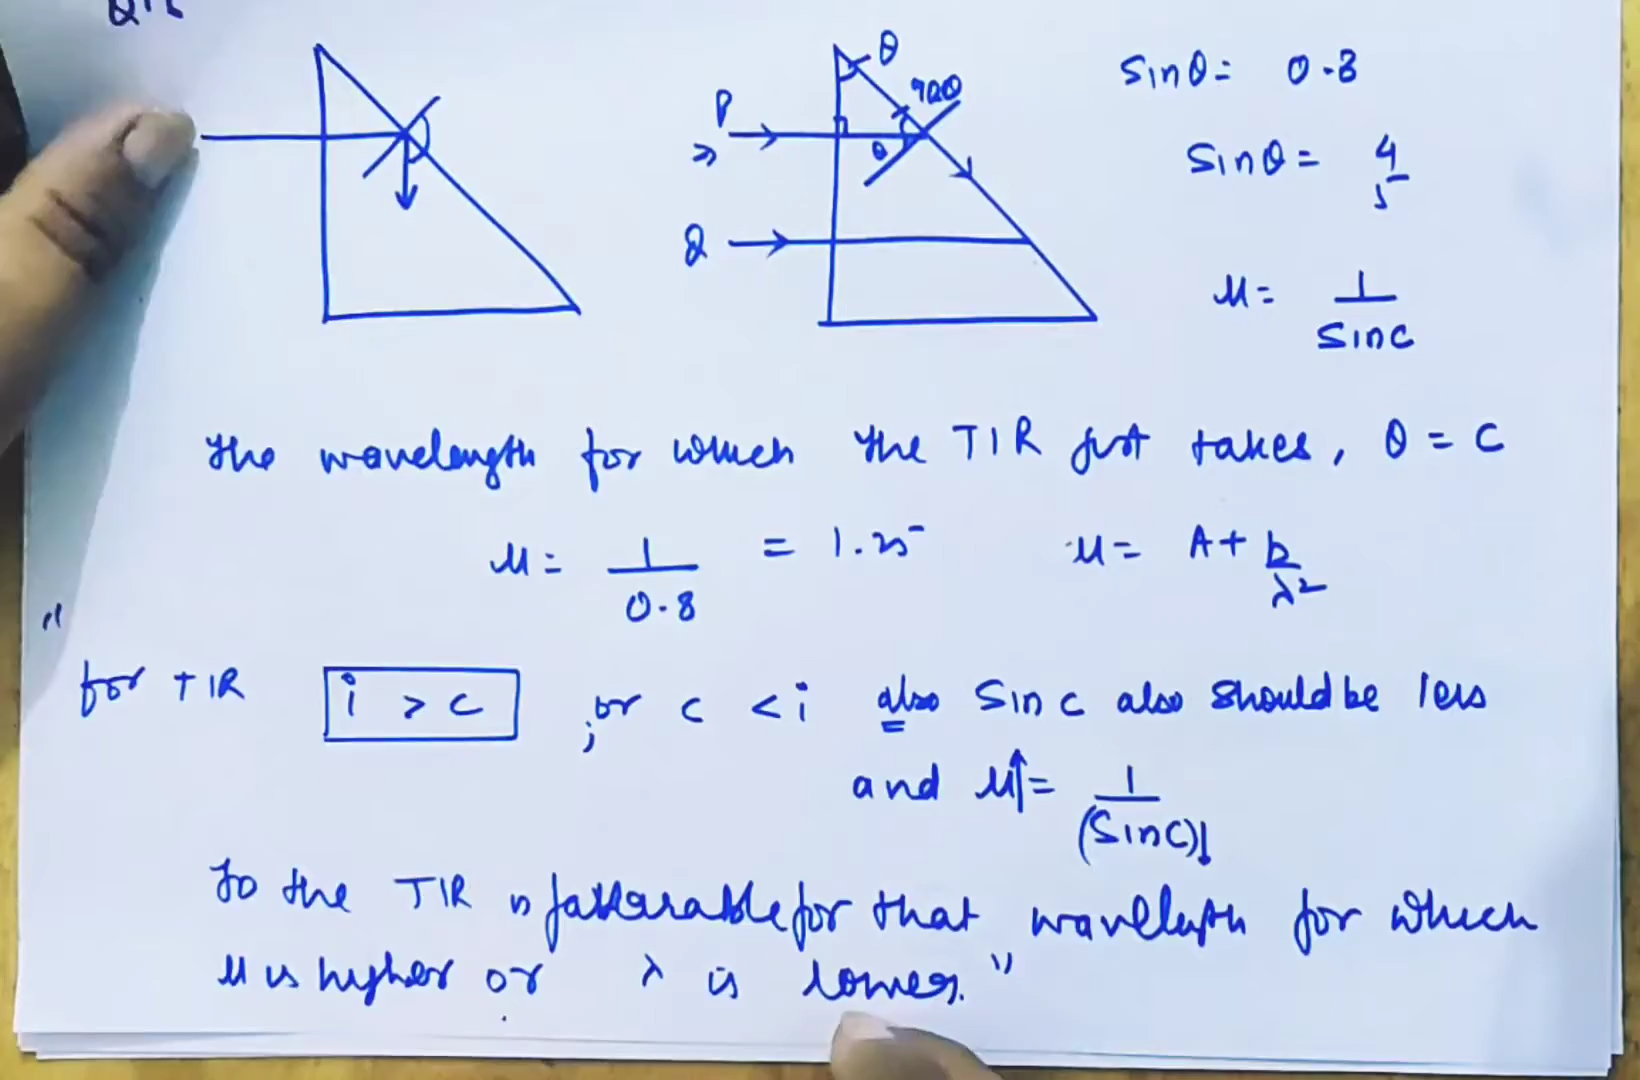 θ
P
90θ
θ
Q
Sinθ = 0.8
Sinθ = 4/5
μ = 1/Sinc
The wavelength for which the TIR just takes, θ = C
μ = 1/0.8 = 1.25 μ = A + b/λ²
for TIR i > c ; or c < i also Sin c also should be less
and μ↑ = 1/(Sinc)↓
So the TIR is favourable for that wavelength for which
μ is higher or λ is lower."